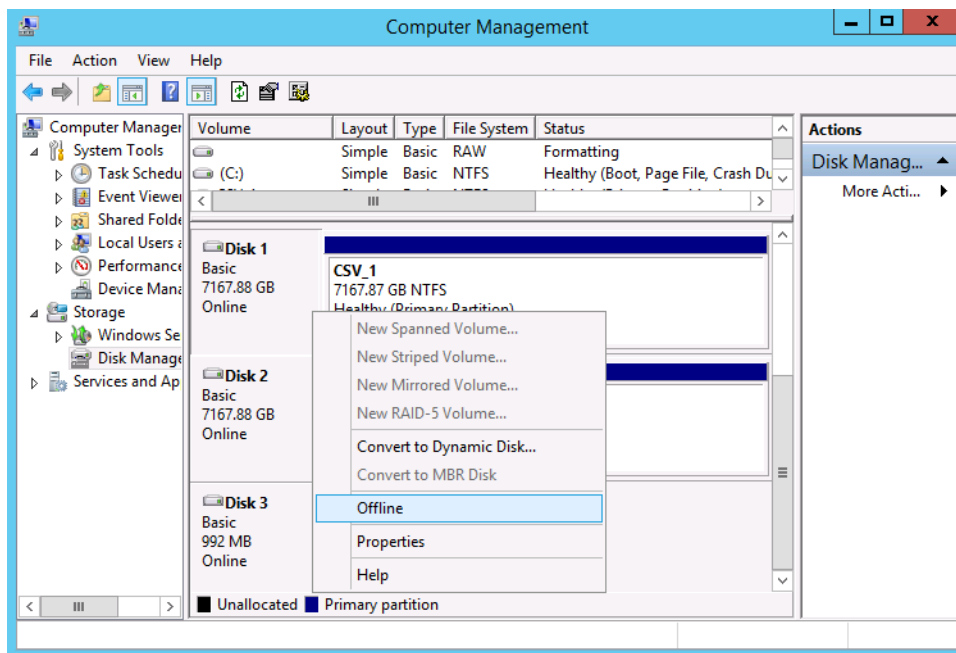 Computer Management
File Action View Help
Computer Manager
System Tools
Task Schedu
Event Viewer
Shared Folde
Local Users a
Performance
Device Mana
Storage
Windows Se
Disk Manage
Services and Ap
Volume Layout Type File System Status
Simple Basic RAW Formatting
(C:) Simple Basic NTFS Healthy (Boot, Page File, Crash Du
Disk 1
Basic
7167.88 GB
Online
CSV_1
7167.87 GB NTFS
Healthy (Primary Partition)
Disk 2
Basic
7167.88 GB
Online
Disk 3
Basic
992 MB
Online
New Spanned Volume...
New Striped Volume...
New Mirrored Volume...
New RAID-5 Volume...
Convert to Dynamic Disk...
Convert to MBR Disk
Offline
Properties
Help
Unallocated Primary partition
Actions
Disk Manag...
More Acti...